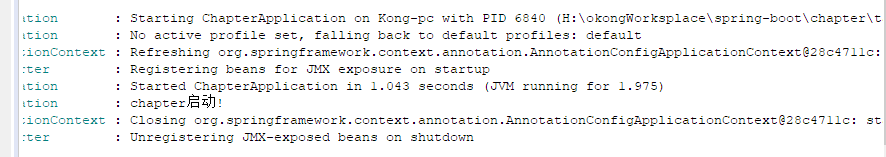 ation : Starting ChapterApplication on Kong-pc with PID 6840 (H:\okongWorksplace\spring-boot\chapter\t
ation : No active profile set, falling back to default profiles: default
ionContext : Refreshing org.springframework.context.annotation.AnnotationConfigApplicationContext@28c4711c:
ter : Registering beans for JMX exposure on startup
ation : Started ChapterApplication in 1.043 seconds (JVM running for 1.975)
ation : chapter启动!
ionContext : Closing org.springframework.context.annotation.AnnotationConfigApplicationContext@28c4711c: st
ter : Unregistering JMX-exposed beans on shutdown